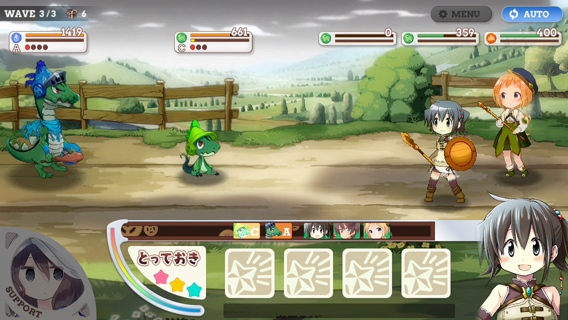 WAVE 3/3 6
MENU
AUTO
1419
A
661
C
0
359
400
C A
とっておき
SUPPORT